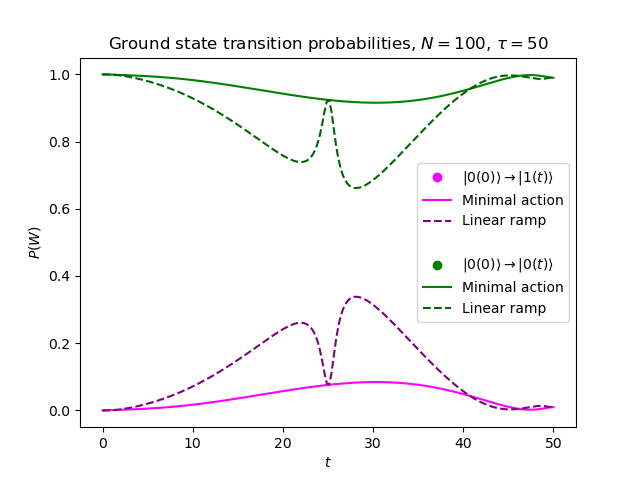 Ground state transition probabilities, $N = 100$, $\tau = 50$
1.0
0.8
0.6
0.4
0.2
0.0
P(W)
|0(0)⟩ → |1(t)⟩
Minimal action
Linear ramp
|0(0)⟩ → |0(t)⟩
Minimal action
Linear ramp
0 10 20 30 40 50
t